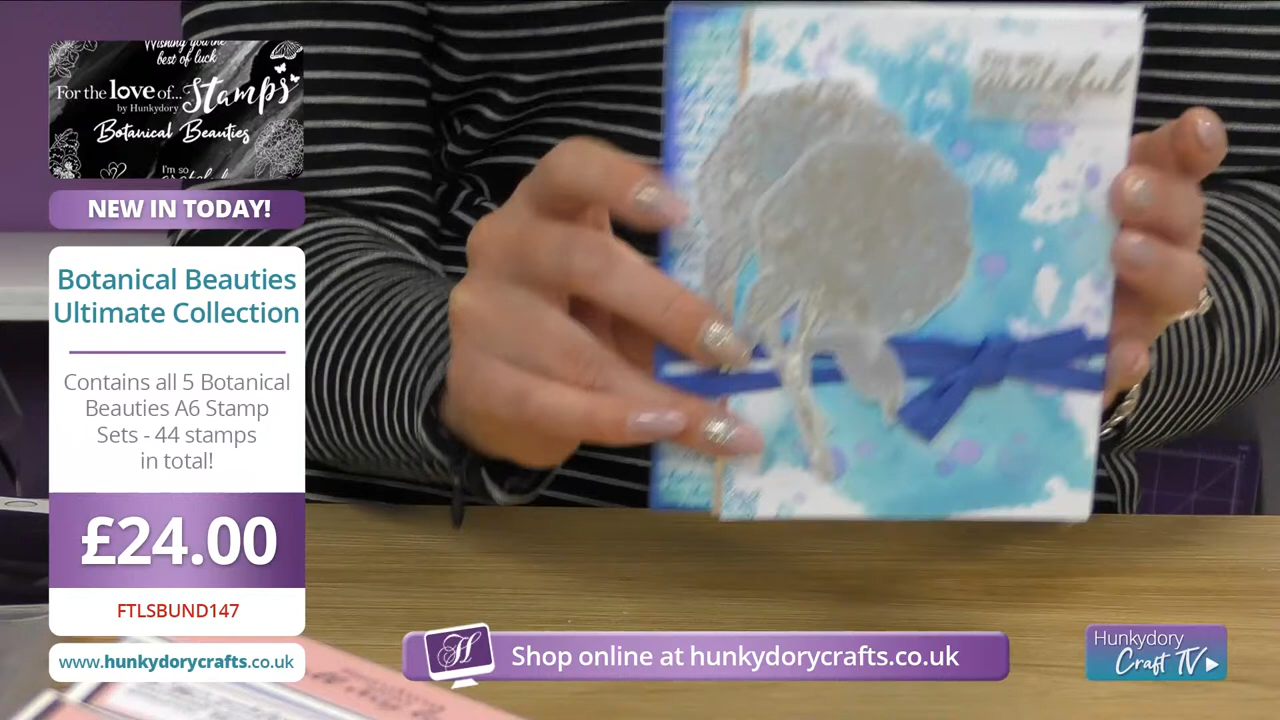 Wishing you the
best of luck
For the love of... Stamps
by Hunkydory
Botanical Beauties
I'm so
grateful
NEW IN TODAY!
Botanical Beauties
Ultimate Collection
Contains all 5 Botanical
Beauties A6 Stamp
Sets - 44 stamps
in total!
£24.00
FTLSBUND147
www.hunkydorycrafts.co.uk
grateful
H Shop online at hunkydorycrafts.co.uk
Hunkydory
Craft TV